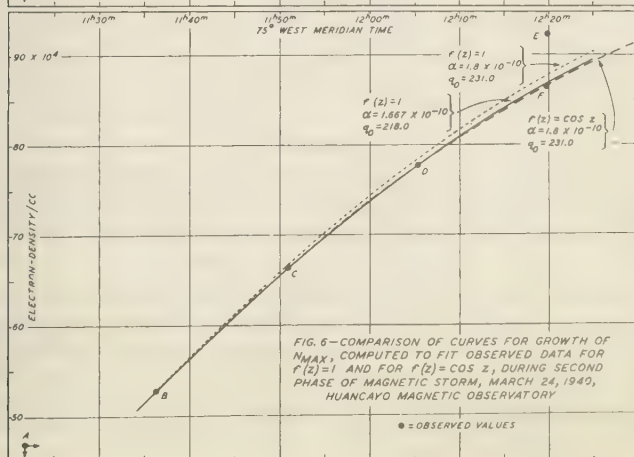 11ʰ30ᵐ 11ʰ40ᵐ 11ʰ50ᵐ 12ʰ00ᵐ 12ʰ10ᵐ 12ʰ20ᵐ
75° WEST MERIDIAN TIME
E
90 X 10⁴
f(z)=1
α=1.8 X 10⁻¹⁰
q₀=231.0
F
f(z)=1
α=1.667 X 10⁻¹⁰
q₀=218.0
f(z)=COS z
α=1.8 X 10⁻¹⁰
q₀=231.0
80
D
70
C
ELECTRON-DENSITY/CC
60
FIG. 6—COMPARISON OF CURVES FOR GROWTH OF
N_MAX, COMPUTED TO FIT OBSERVED DATA FOR
f(z)=1 AND FOR f(z)=COS z, DURING SECOND
PHASE OF MAGNETIC STORM, MARCH 24, 1940,
HUANCAYO MAGNETIC OBSERVATORY
B
50
●=OBSERVED VALUES
A